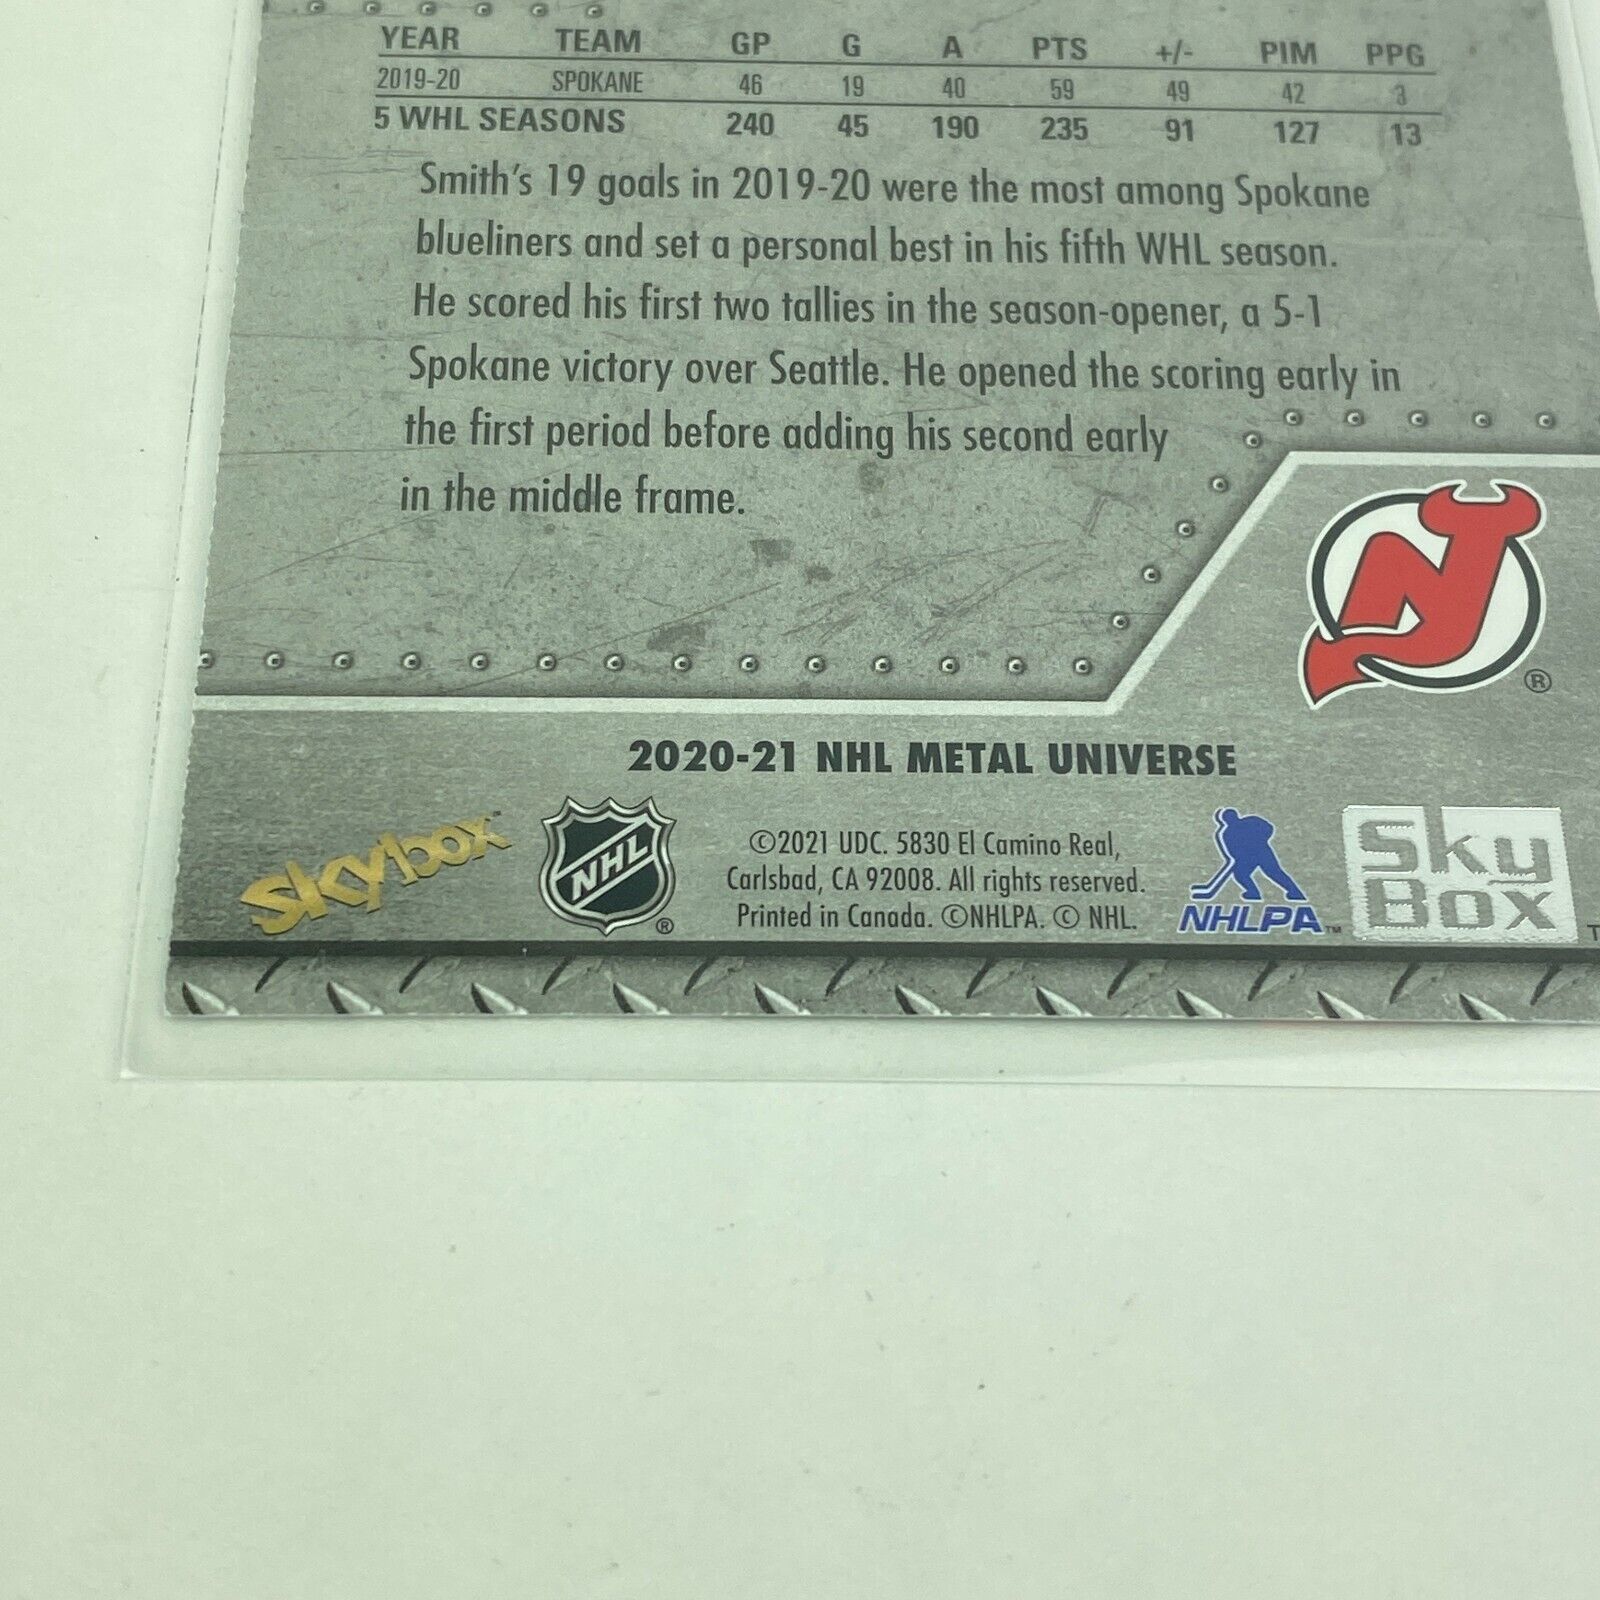 YEAR TEAM GP G A PTS +/- PIM PPG
2019-20 SPOKANE 46 19 40 59 49 42 3
5 WHL SEASONS 240 45 190 235 91 127 13
Smith's 19 goals in 2019-20 were the most among Spokane
blueliners and set a personal best in his fifth WHL season.
He scored his first two tallies in the season-opener, a 5-1
Spokane victory over Seattle. He opened the scoring early in
the first period before adding his second early
in the middle frame.
NJ ®
2020-21 NHL METAL UNIVERSE
skybox™
NHL ®
©2021 UDC. 5830 El Camino Real,
Carlsbad, CA 92008. All rights reserved.
Printed in Canada. ©NHLPA. © NHL.
NHLPA™
Sky
Box